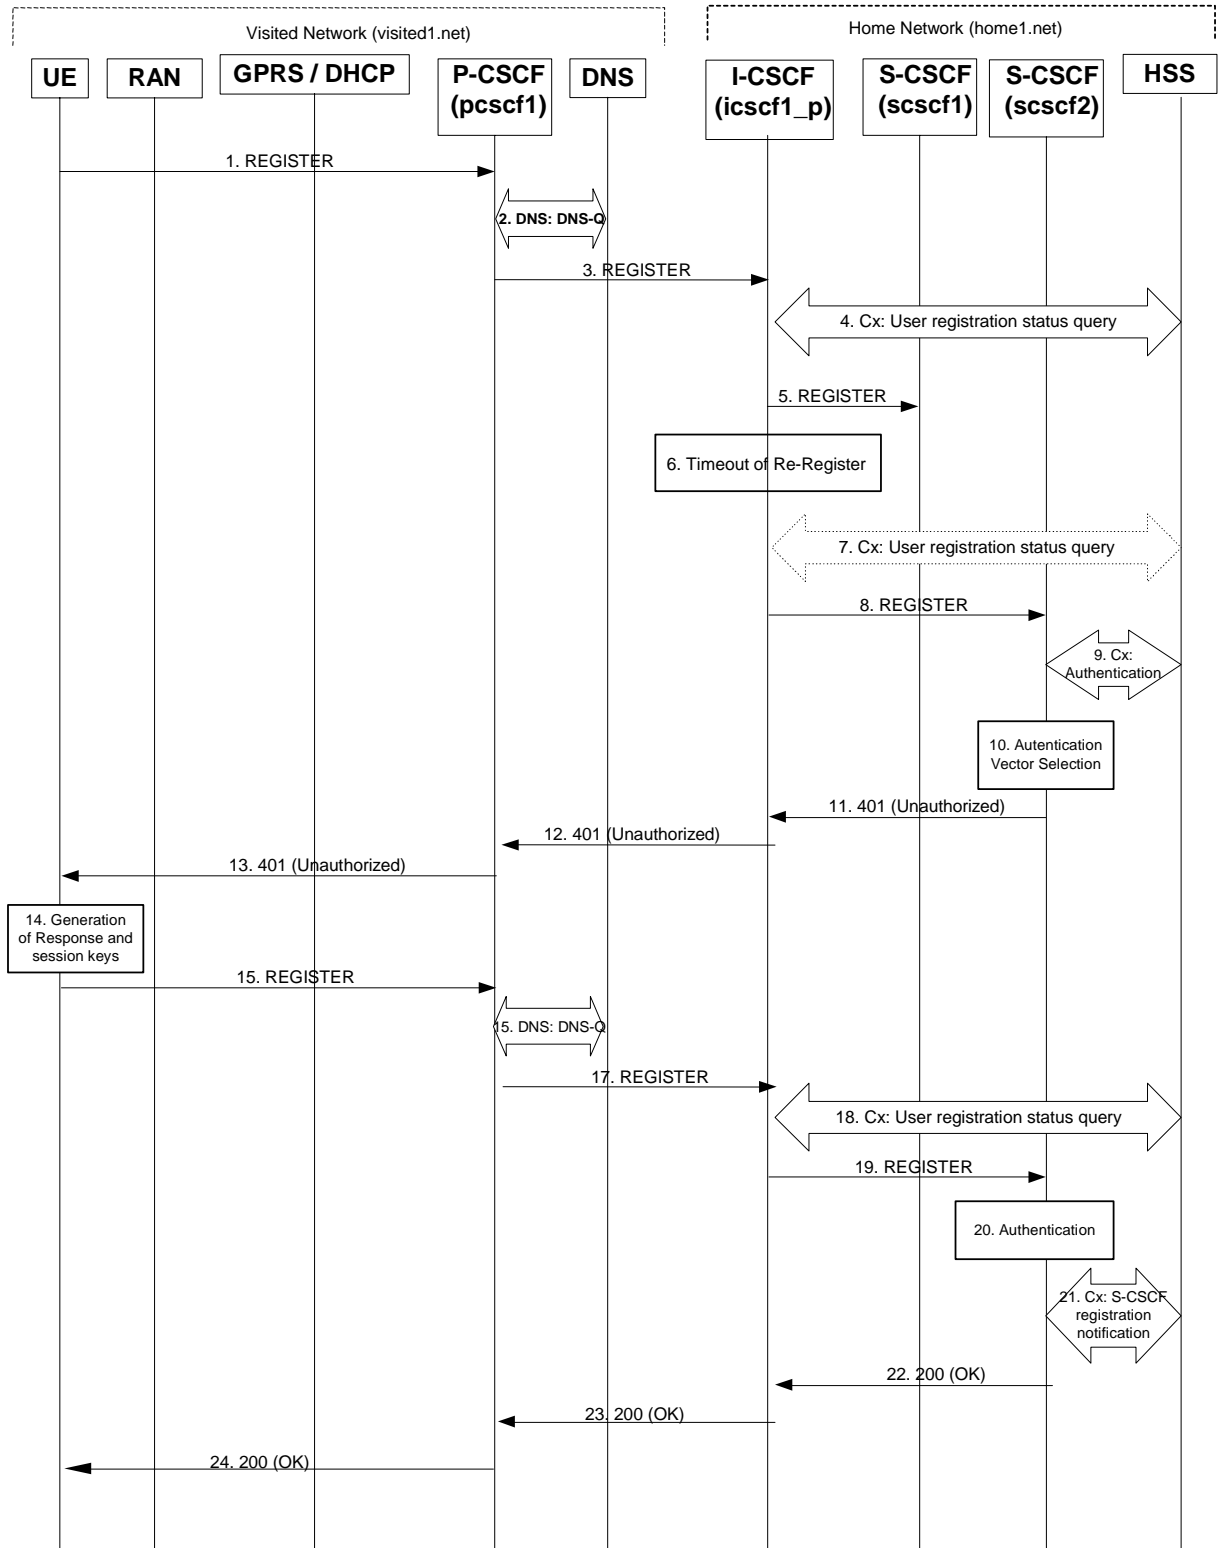 Visited Network (visited1.net)
Home Network (home1.net)
UE
RAN
GPRS / DHCP
P-CSCF
(pcscf1)
DNS
I-CSCF
(icscf1_p)
S-CSCF
(scscf1)
S-CSCF
(scscf2)
HSS
1. REGISTER
2. DNS: DNS-Q
3. REGISTER
4. Cx: User registration status query
5. REGISTER
6. Timeout of Re-Register
7. Cx: User registration status query
8. REGISTER
9. Cx:
Authentication
10. Autentication
Vector Selection
11. 401 (Unauthorized)
12. 401 (Unauthorized)
13. 401 (Unauthorized)
14. Generation
of Response and
session keys
15. REGISTER
15. DNS: DNS-Q
17. REGISTER
18. Cx: User registration status query
19. REGISTER
20. Authentication
21. Cx: S-CSCF
registration
notification
22. 200 (OK)
23. 200 (OK)
24. 200 (OK)